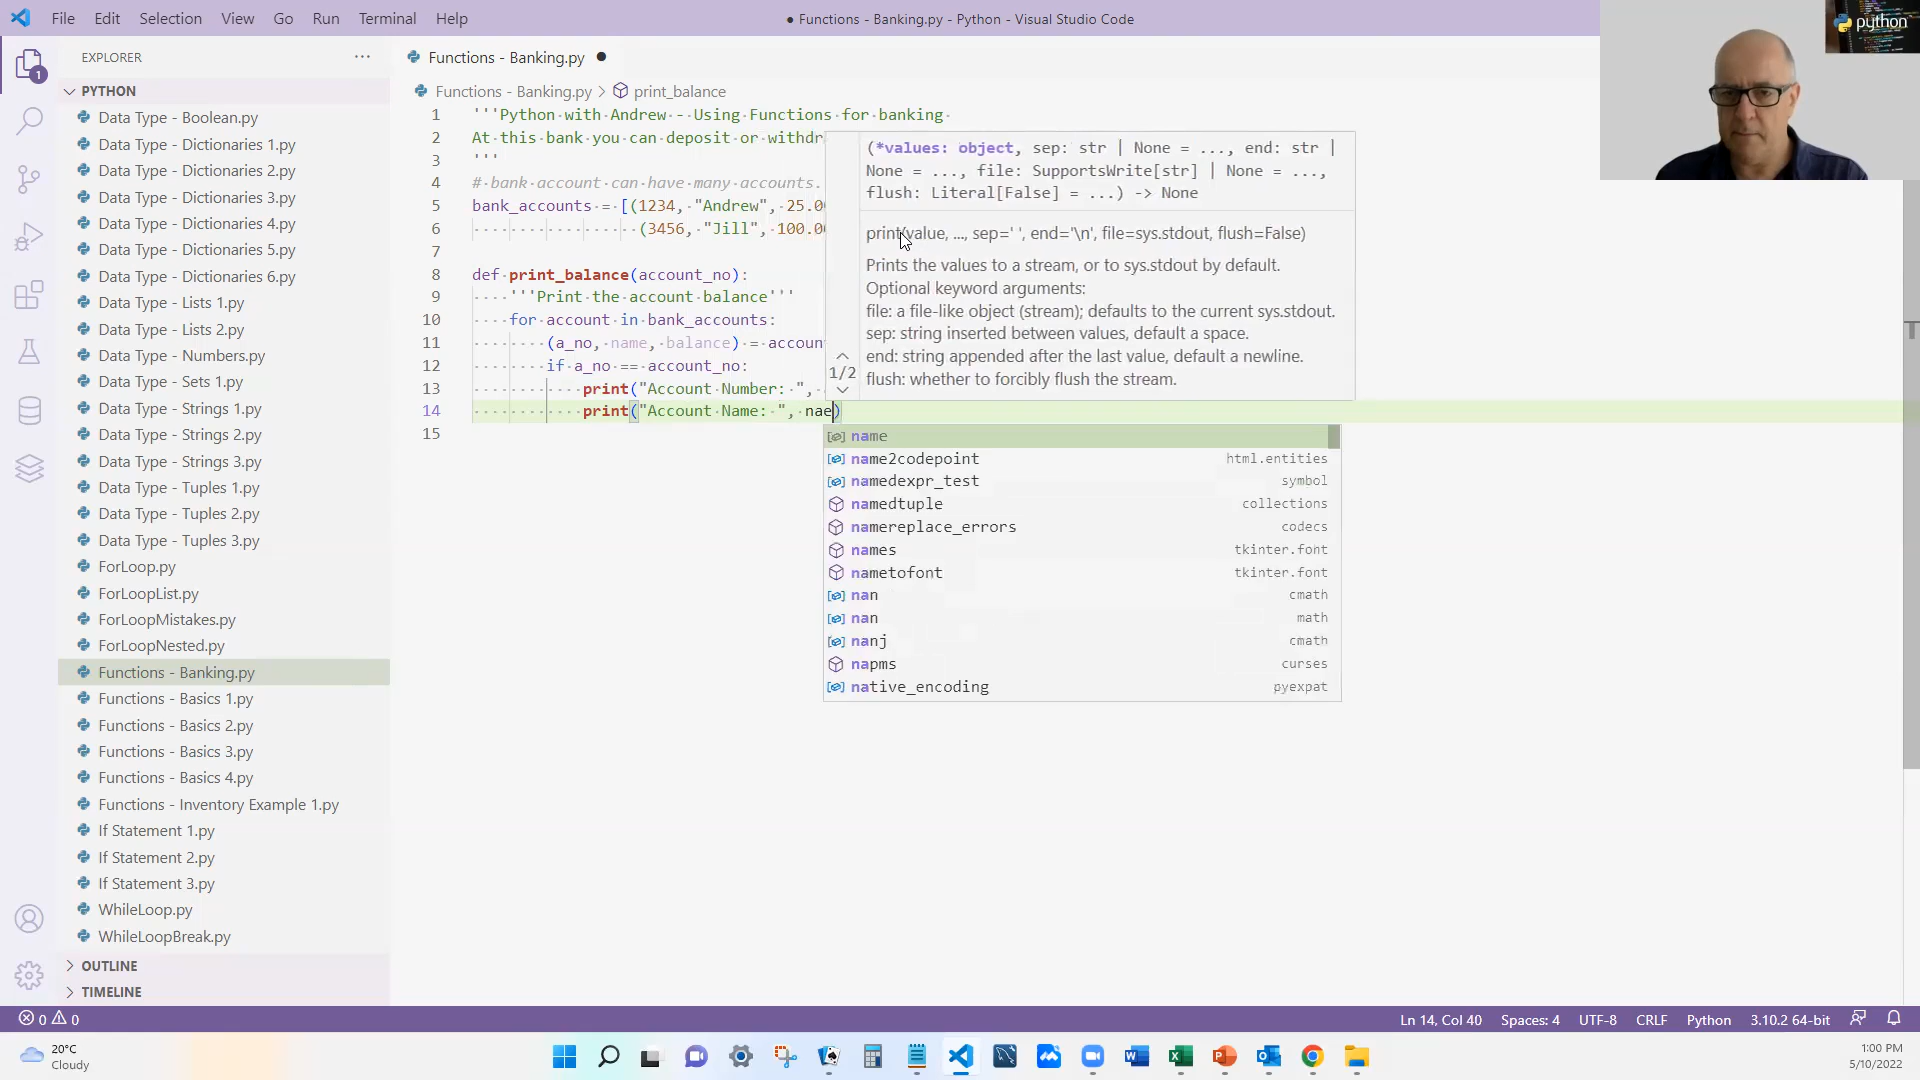 File Edit Selection View Go Run Terminal Help
● Functions - Banking.py - Python - Visual Studio Code
python
EXPLORER
PYTHON
1
Data Type - Boolean.py
Data Type - Dictionaries 1.py
Data Type - Dictionaries 2.py
Data Type - Dictionaries 3.py
Data Type - Dictionaries 4.py
Data Type - Dictionaries 5.py
Data Type - Dictionaries 6.py
Data Type - Lists 1.py
Data Type - Lists 2.py
Data Type - Numbers.py
Data Type - Sets 1.py
Data Type - Strings 1.py
Data Type - Strings 2.py
Data Type - Strings 3.py
Data Type - Tuples 1.py
Data Type - Tuples 2.py
Data Type - Tuples 3.py
ForLoop.py
ForLoopList.py
ForLoopMistakes.py
ForLoopNested.py
Functions - Banking.py
Functions - Basics 1.py
Functions - Basics 2.py
Functions - Basics 3.py
Functions - Basics 4.py
Functions - Inventory Example 1.py
If Statement 1.py
If Statement 2.py
If Statement 3.py
WhileLoop.py
WhileLoopBreak.py
OUTLINE
TIMELINE
Functions - Banking.py ●
Functions - Banking.py > print_balance
1 '''Python with Andrew - Using Functions for banking
2 At this bank you can deposit or withdr
3 '''
4 # bank account can have many accounts.
5 bank_accounts = [(1234, "Andrew", 25.0
6 (3456, "Jill", 100.0
7
8 def print_balance(account_no):
9 '''Print the account balance'''
10 for account in bank_accounts:
11 (a_no, name, balance) = accoun
12 if a_no == account_no:
13 print("Account Number: ",
14 print("Account Name: ", nae)
15
(*values: object, sep: str | None = ..., end: str |
None = ..., file: SupportsWrite[str] | None = ...,
flush: Literal[False] = ...) -> None
print(value, ..., sep=' ', end='\n', file=sys.stdout, flush=False)
Prints the values to a stream, or to sys.stdout by default.
Optional keyword arguments:
file: a file-like object (stream); defaults to the current sys.stdout.
sep: string inserted between values, default a space.
end: string appended after the last value, default a newline.
flush: whether to forcibly flush the stream.
1/2
name
name2codepoint html.entities
namedexpr_test symbol
namedtuple collections
namereplace_errors codecs
names tkinter.font
nametofont tkinter.font
nan cmath
nan math
nanj cmath
napms curses
native_encoding pyexpat
0 0
Ln 14, Col 40 Spaces: 4 UTF-8 CRLF Python 3.10.2 64-bit
20°C
Cloudy
1:00 PM
5/10/2022